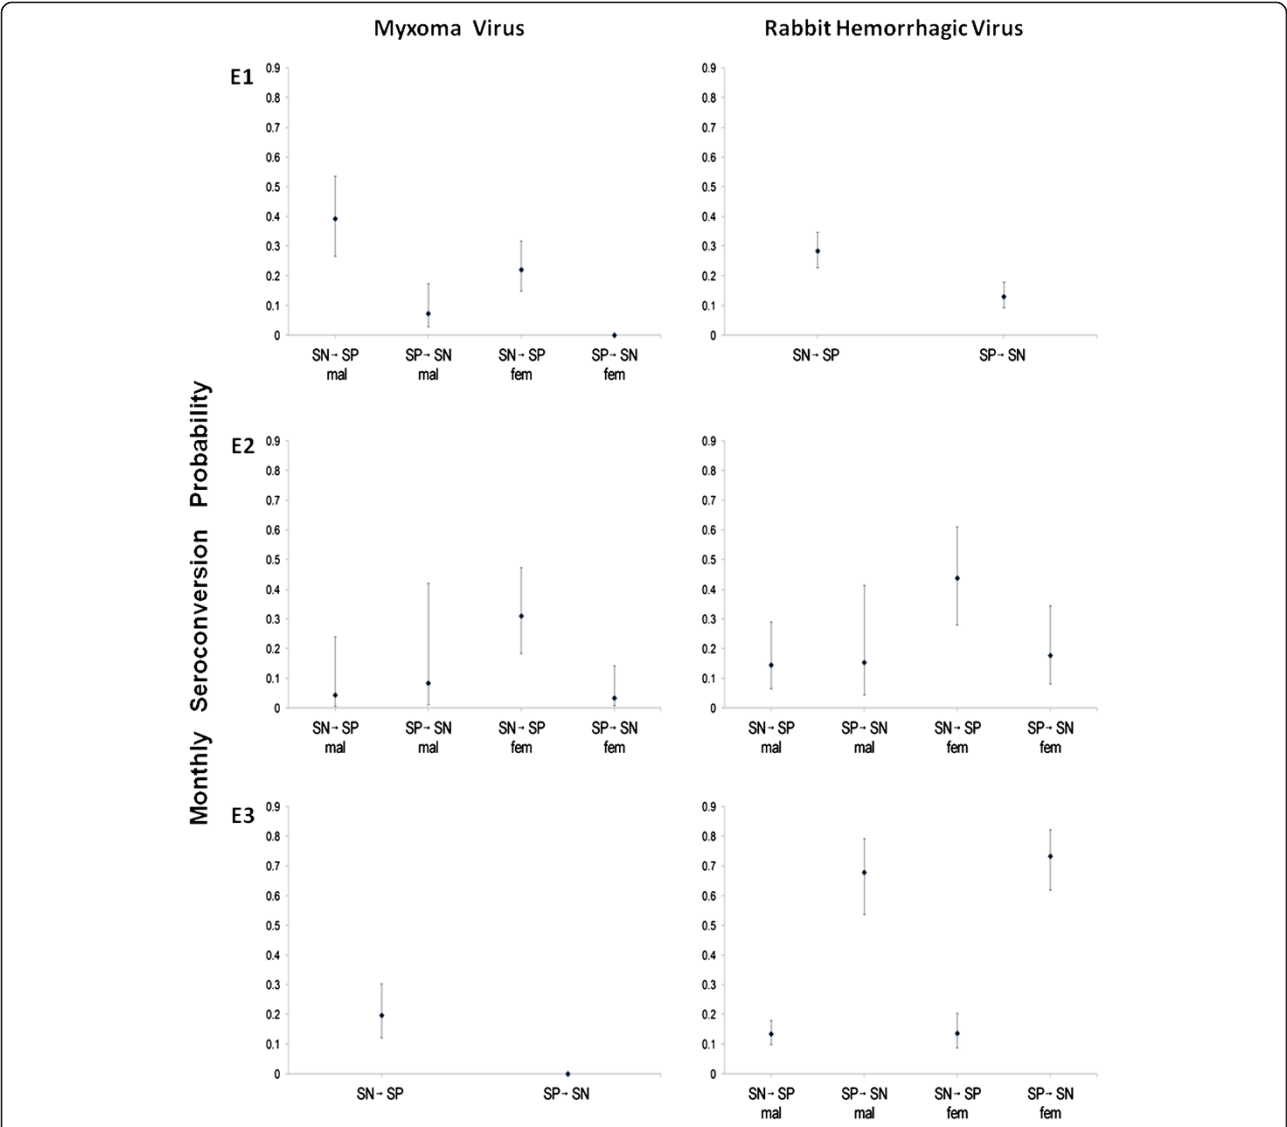 Myxoma Virus
Rabbit Hemorrhagic Virus
Monthly Seroconversion Probability
E1
0.9
0.8
0.7
0.6
0.5
0.4
0.3
0.2
0.1
0
SN→SP mal
SP→SN mal
SN→SP fem
SP→SN fem
0.9
0.8
0.7
0.6
0.5
0.4
0.3
0.2
0.1
0
SN→SP
SP→SN
E2
0.9
0.8
0.7
0.6
0.5
0.4
0.3
0.2
0.1
0
SN→SP mal
SP→SN mal
SN→SP fem
SP→SN fem
0.9
0.8
0.7
0.6
0.5
0.4
0.3
0.2
0.1
0
SN→SP mal
SP→SN mal
SN→SP fem
SP→SN fem
E3
0.9
0.8
0.7
0.6
0.5
0.4
0.3
0.2
0.1
0
SN→SP
SP→SN
0.9
0.8
0.7
0.6
0.5
0.4
0.3
0.2
0.1
0
SN→SP mal
SP→SN mal
SN→SP fem
SP→SN fem